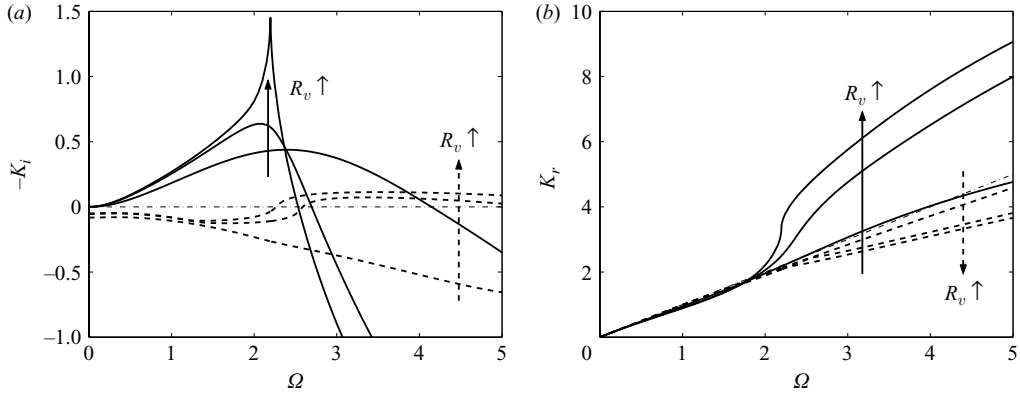 (a)
1.5
1.0
0.5
0
−0.5
−1.0
−K_i
R_v ↑
R_v ↑
0 1 2 3 4 5
Ω
(b)
10
8
6
4
2
K_r
R_v ↑
R_v ↑
0 1 2 3 4 5
Ω